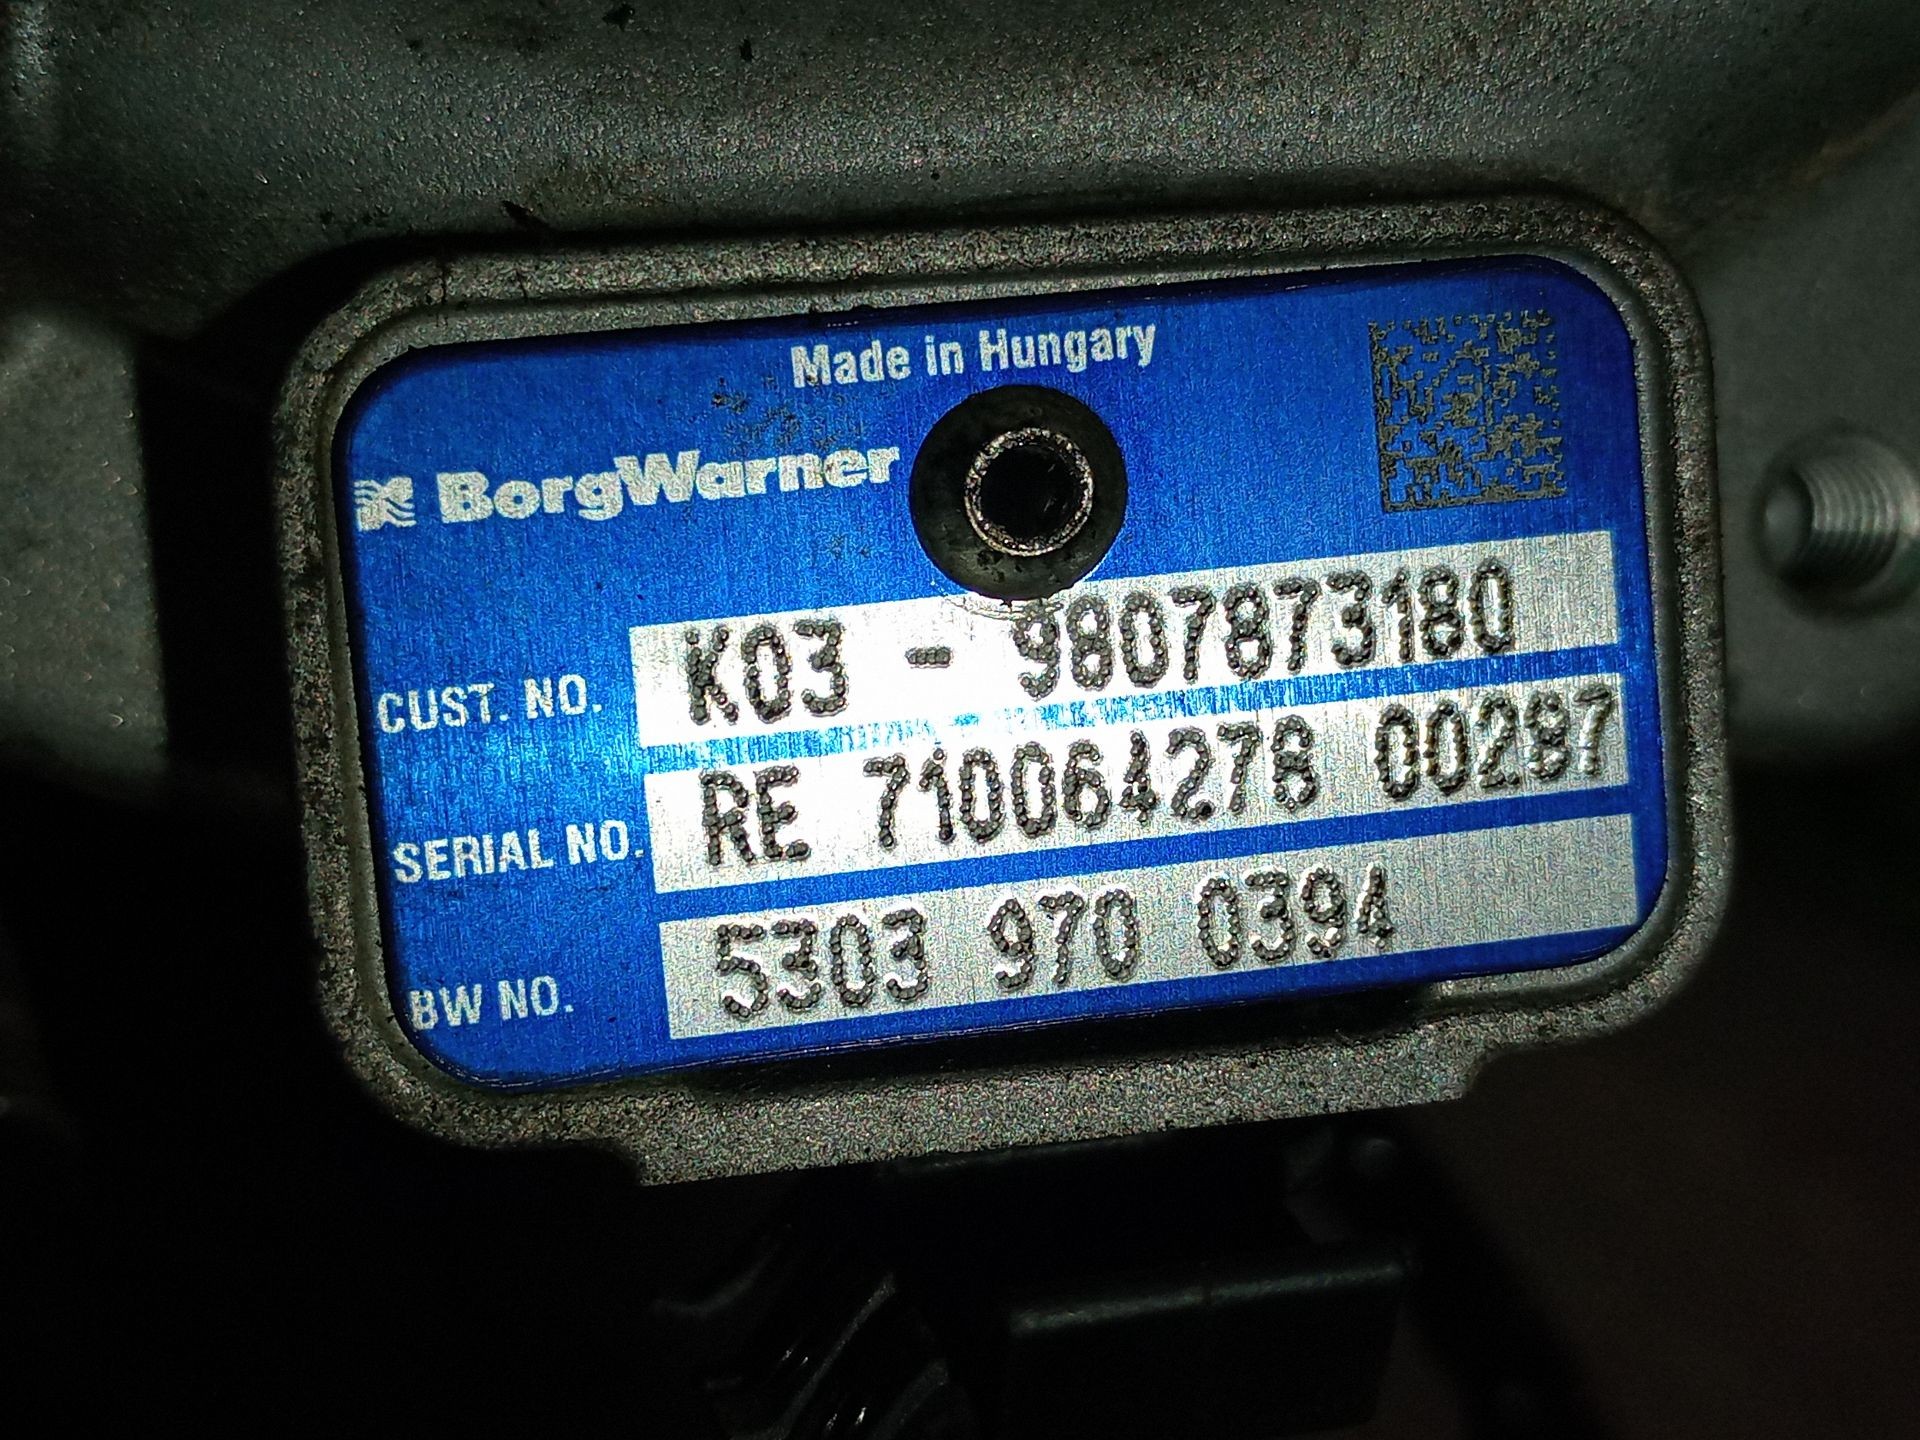 Made in Hungary
BorgWarner
CUST. NO. K03 - 9807873180
SERIAL NO. RE 710064278 00287
BW NO. 5303 970 0394